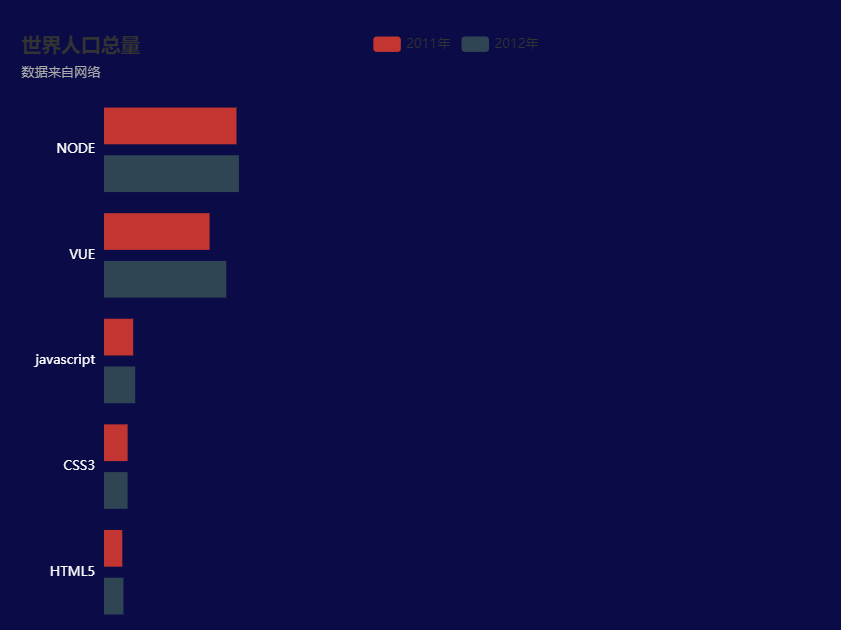 世界人口总量
数据来自网络
2011年
2012年
NODE
VUE
javascript
CSS3
HTML5